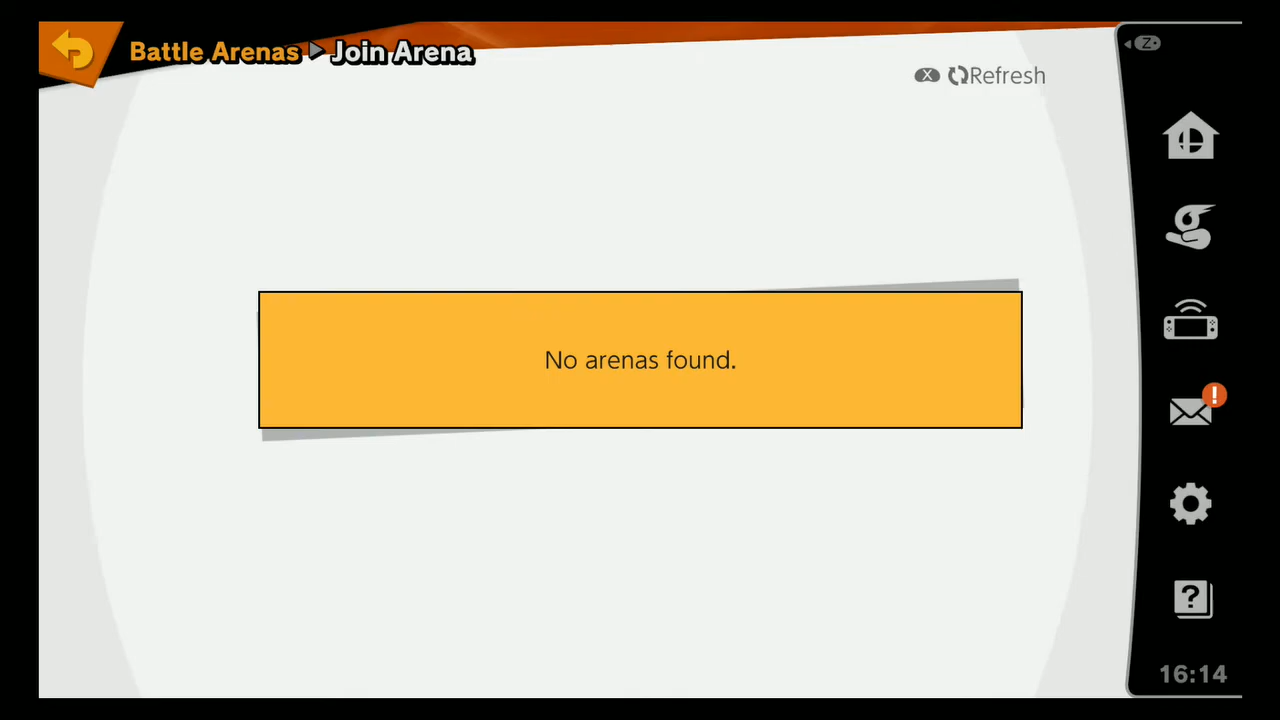 Battle Arenas ▶ Join Arena
Z
X Refresh
No arenas found.
!
?
16:14